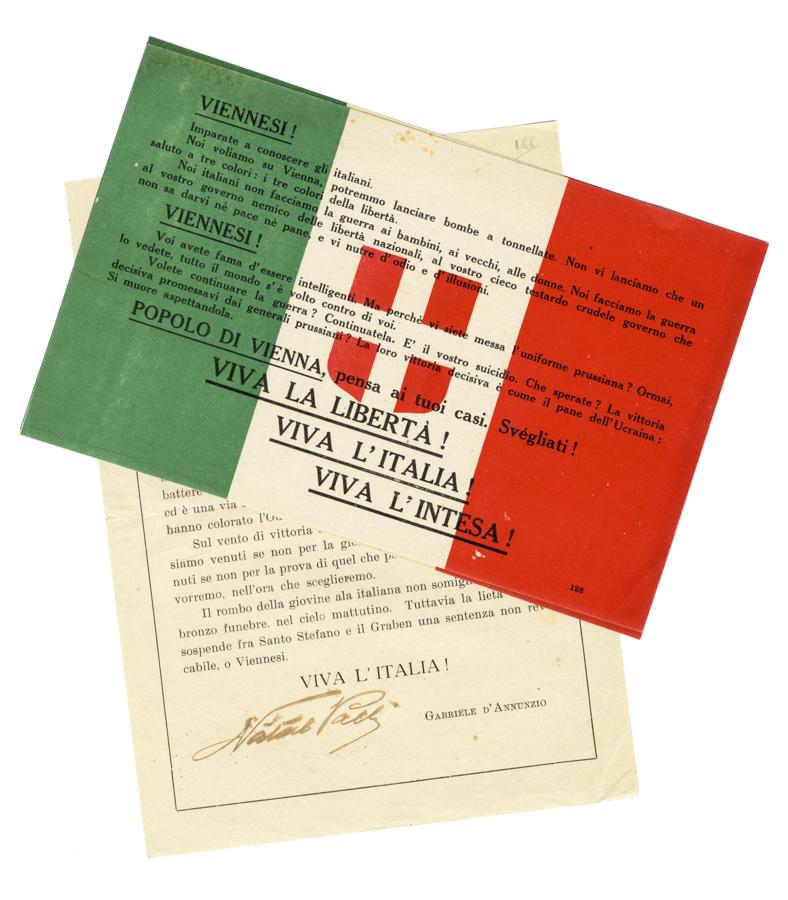 VIENNESI !
Imparate a conoscere gli italiani.
Noi voliamo su Vienna, potremmo lanciare bombe a tonnellate. Non vi lanciamo che un
saluto a tre colori : i tre colori della libertà.
Noi italiani non facciamo la guerra ai bambini, ai vecchi, alle donne. Noi facciamo la guerra
al vostro governo nemico delle libertà nazionali, al vostro cieco testardo crudele governo che
non sa darvi nè pace nè pane, e vi nutre d'odio e d'illusioni.
VIENNESI !
Voi avete fama d'essere intelligenti. Ma perchè vi siete messa l'uniforme prussiana ? Ormai,
lo vedete, tutto il mondo s'è volto contro di voi.
Volete continuare la guerra ? Continuatela. E' il vostro suicidio. Che sperate ? La vittoria
decisiva promessavi dai generali prussiani ? La loro vittoria decisiva è come il pane dell'Ucraina :
Si muore aspettandola.
POPOLO DI VIENNA, pensa ai tuoi casi. Svégliati !
VIVA LA LIBERTÀ !
VIVA L'ITALIA !
VIVA L'INTESA !
128
battere
ed è una via
hanno colorato l'
Sul vento di vittoria
siamo venuti se non per la
nuti se non per la prova di quel che
vorremo, nell'ora che sceglieremo.
Il rombo della giovine ala italiana non
bronzo funebre, nel cielo mattutino. Tuttavia la lieta
sospende fra Santo Stefano e il Graben una sentenza non
cabile, o Viennesi.
VIVA L'ITALIA !
Natale Palli
GABRIELE D'ANNUNZIO